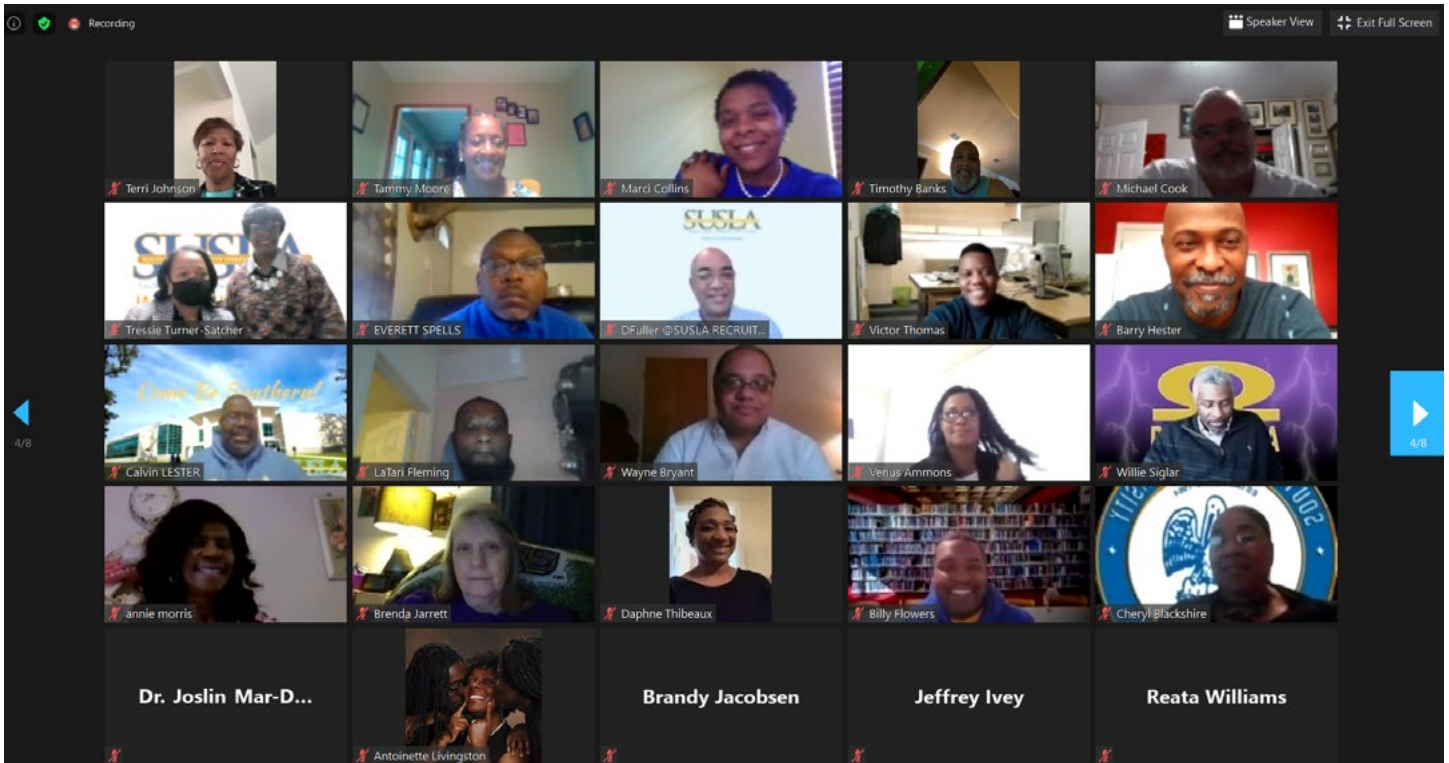 Recording
Speaker View
Exit Full Screen
Terri Johnson
Tammy Moore
Marci Collins
Timothy Banks
Michael Cook
SUSLA
Tressie Turner-Satcher
EVERETT SPELLS
SUSLA
DFuller @SUSLA RECRUIT...
Victor Thomas
Barry Hester
Come Be Southern!
Calvin LESTER
LaTari Fleming
Wayne Bryant
Venus Ammons
Willie Siglar
4/8
4/8
annie morris
Brenda Jarrett
Daphne Thibeaux
Billy Flowers
Cheryl Blackshire
Dr. Joslin Mar-D...
Antoinette Livingston
Brandy Jacobsen
Jeffrey Ivey
Reata Williams